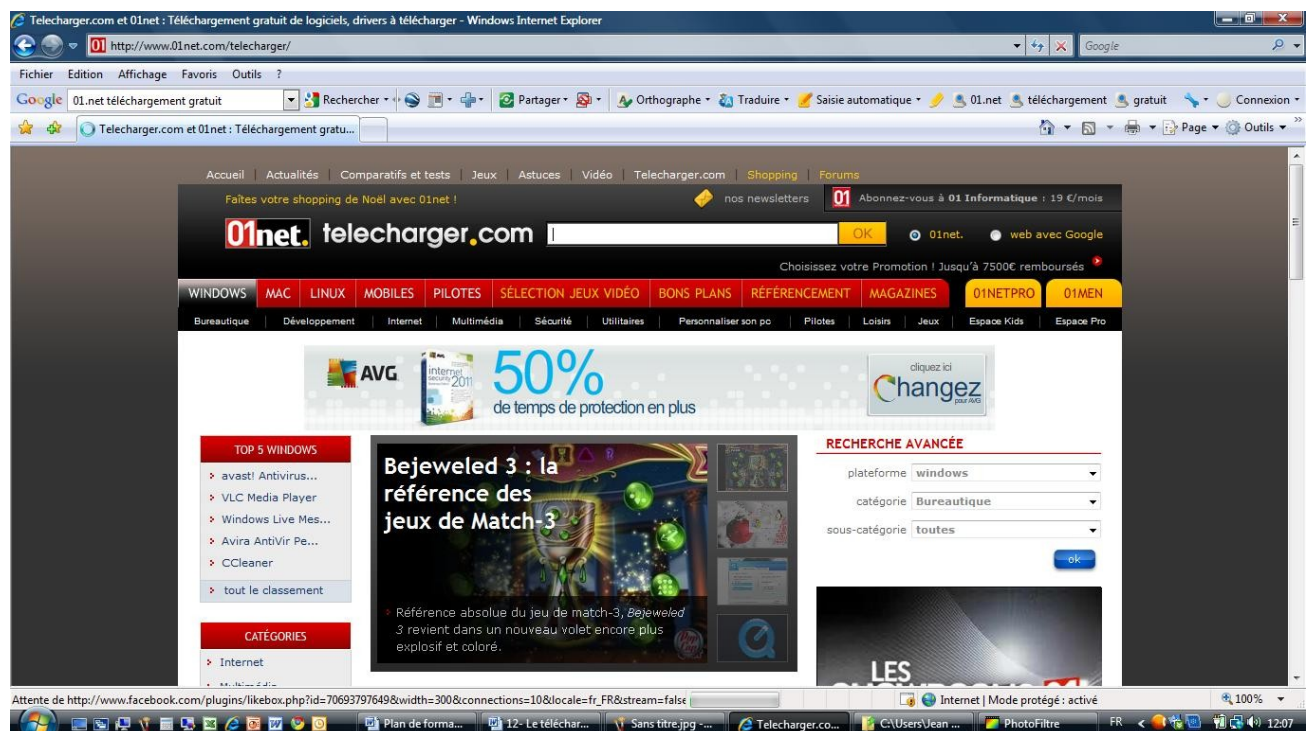 Telecharger.com et 01net : Téléchargement gratuit de logiciels, drivers à télécharger - Windows Internet Explorer
01 http://www.01net.com/telecharger/ Google
Fichier Edition Affichage Favoris Outils ?
Google 01.net téléchargement gratuit Rechercher Partager Orthographe Traduire Saisie automatique 01.net téléchargement gratuit Connexion
Telecharger.com et 01net : Téléchargement gratu... Page Outils
Accueil | Actualités | Comparatifs et tests | Jeux | Astuces | Vidéo | Telecharger.com | Shopping | Forums
Faîtes votre shopping de Noël avec 01net ! nos newsletters 01 Abonnez-vous à 01 Informatique : 19 €/mois
01net. telecharger.com OK 01net. web avec Google
Choisissez votre Promotion ! Jusqu'à 7500€ remboursés
WINDOWS MAC LINUX MOBILES PILOTES SÉLECTION JEUX VIDÉO BONS PLANS RÉFÉRENCEMENT MAGAZINES 01NETPRO 01MEN
Bureautique | Développement | Internet | Multimédia | Sécurité | Utilitaires | Personnaliser son pc | Pilotes | Loisirs | Jeux | Espace Kids | Espace Pro
AVG internet security 2011 50% cliquez ici
de temps de protection en plus Changez pour AVG
TOP 5 WINDOWS
avast! Antivirus...
VLC Media Player
Windows Live Mes...
Avira AntiVir Pe...
CCleaner
tout le classement
CATÉGORIES
Internet
Bejeweled 3 : la
référence des
jeux de Match-3
Référence absolue du jeu de match-3, Bejeweled
3 revient dans un nouveau volet encore plus
explosif et coloré.
RECHERCHE AVANCÉE
plateforme windows
catégorie Bureautique
sous-catégorie toutes
ok
LES
Attente de http://www.facebook.com/plugins/likebox.php?id=70693797649&width=300&connections=10&locale=fr_FR&stream=false Internet | Mode protégé : activé 100%
Plan de forma... 12- Le téléchar... Sans titre.jpg -... Telecharger.co... C:\Users\Jean ... PhotoFiltre FR 12:07